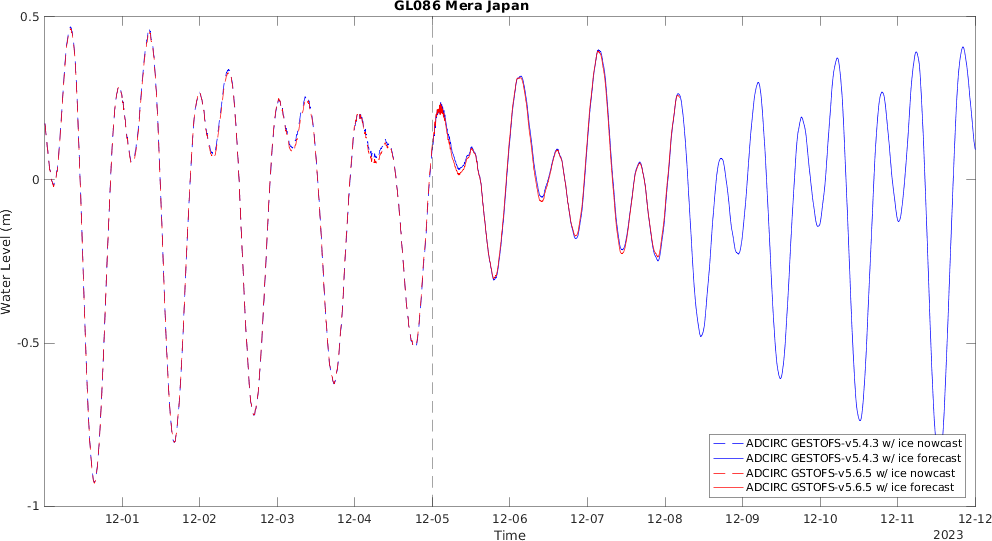 GL086 Mera Japan
0.5
0
-0.5
-1
Water Level (m)
12-01
12-02
12-03
12-04
12-05
12-06
12-07
12-08
12-09
12-10
12-11
12-12
Time
2023
ADCIRC GESTOFS-v5.4.3 w/ ice nowcast
ADCIRC GESTOFS-v5.4.3 w/ ice forecast
ADCIRC GSTOFS-v5.6.5 w/ ice nowcast
ADCIRC GSTOFS-v5.6.5 w/ ice forecast